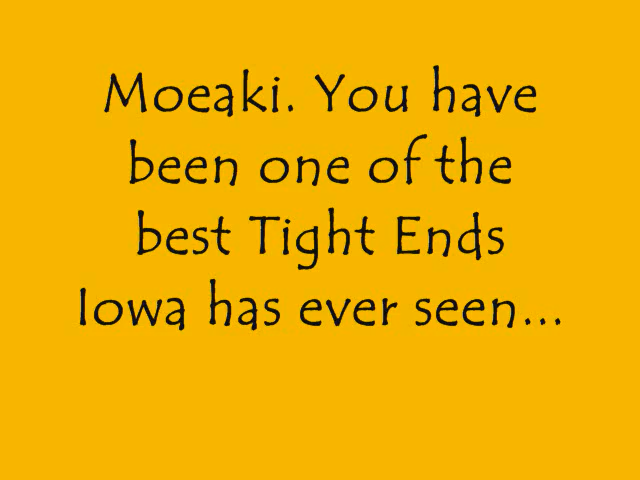 Moeaki. You have
been one of the
best Tight Ends
Iowa has ever seen...